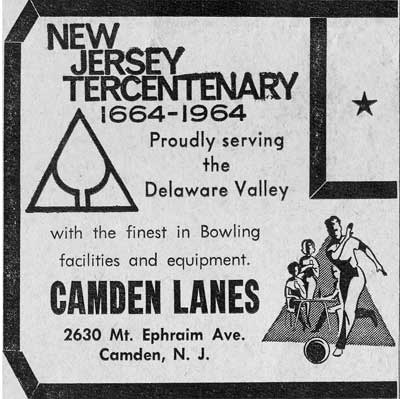 NEW
JERSEY
TERCENTENARY
1664-1964
Proudly serving
the
Delaware Valley
with the finest in Bowling
facilities and equipment.
CAMDEN LANES
2630 Mt. Ephraim Ave.
Camden, N. J.